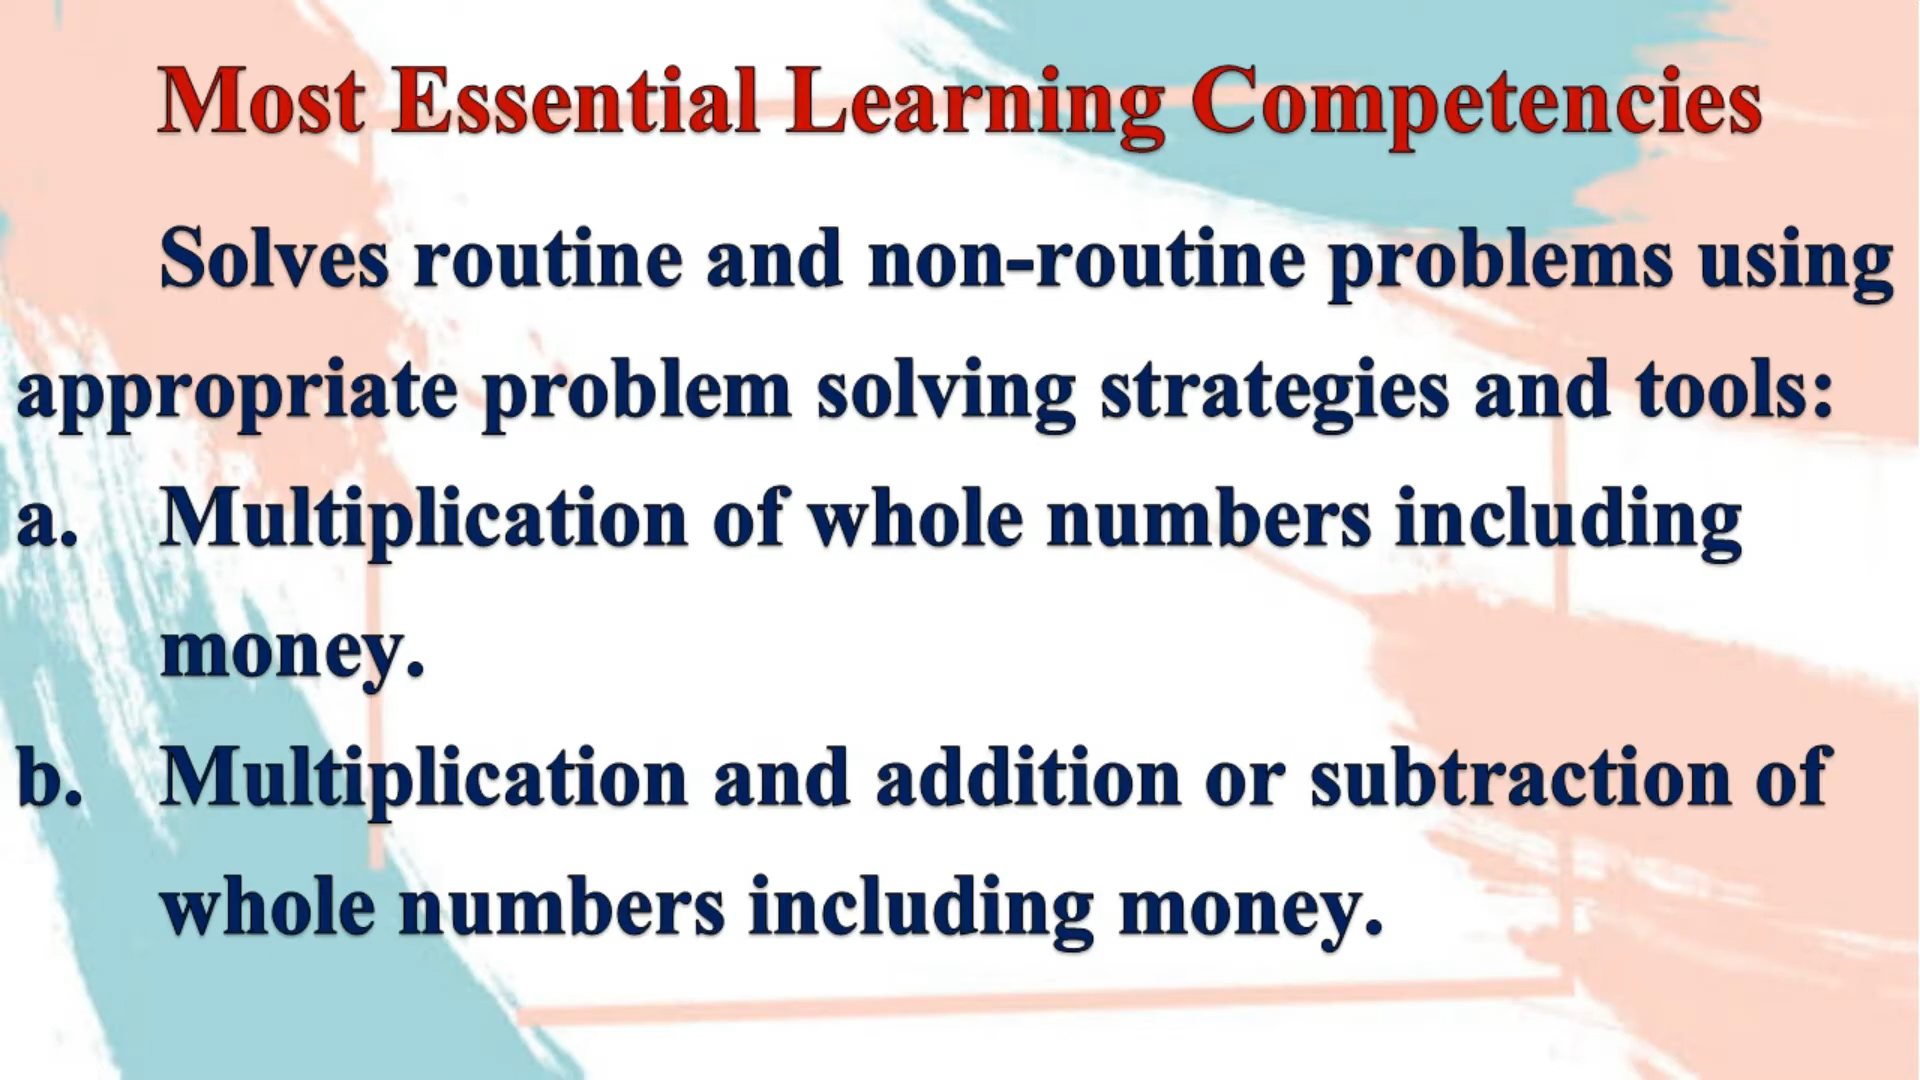 Most Essential Learning Competencies
Solves routine and non-routine problems using
appropriate problem solving strategies and tools:
a. Multiplication of whole numbers including
money.
b. Multiplication and addition or subtraction of
whole numbers including money.